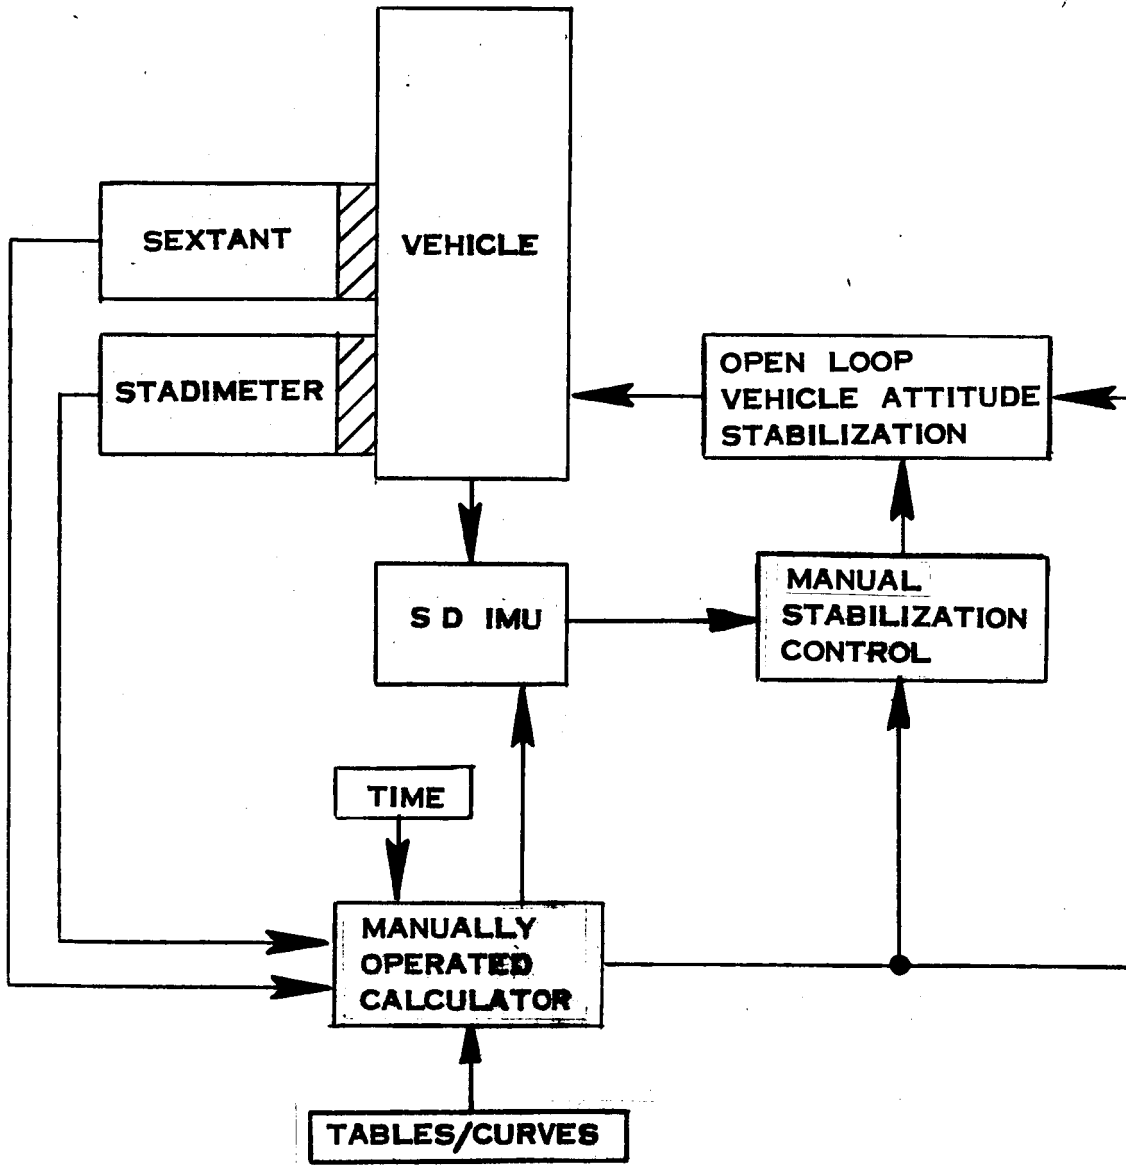 SEXTANT
VEHICLE
STADIMETER
OPEN LOOP
VEHICLE ATTITUDE
STABILIZATION
S D IMU
MANUAL
STABILIZATION
CONTROL
TIME
MANUALLY
OPERATED
CALCULATOR
TABLES/CURVES